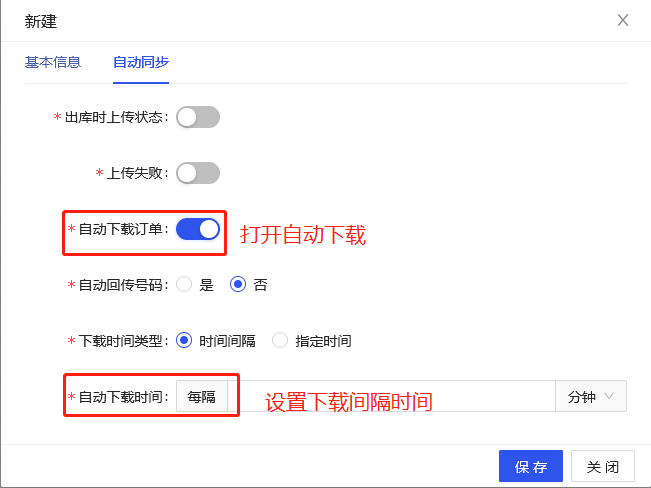 新建
基本信息 自动同步
*出库时上传状态:
*上传失败:
*自动下载订单: 打开自动下载
*自动回传号码: 是 否
*下载时间类型: 时间间隔 指定时间
*自动下载时间: 每隔 设置下载间隔时间 分钟
保存 关闭